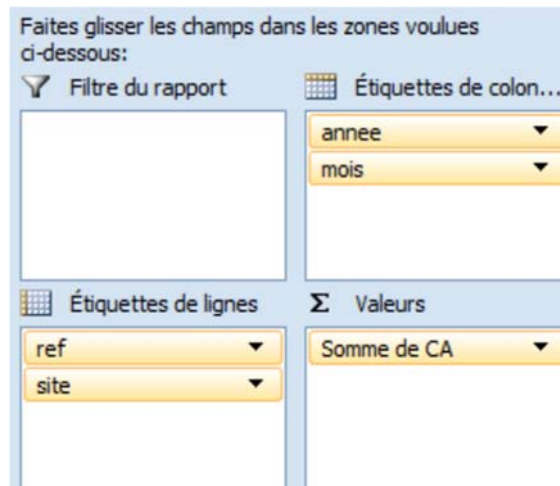 Faites glisser les champs dans les zones voulues
ci-dessous:
Filtre du rapport
Étiquettes de colon...
annee
mois
Étiquettes de lignes
Σ Valeurs
ref
site
Somme de CA